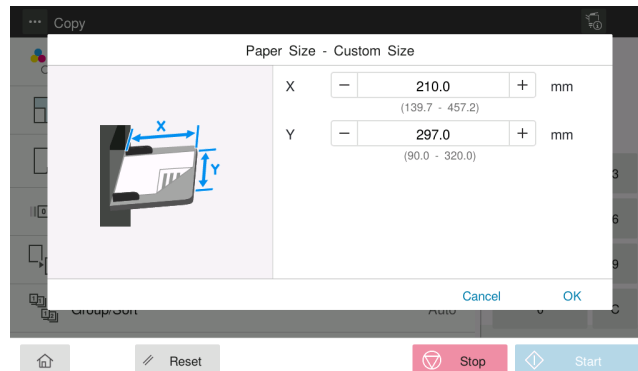 Copy
Paper Size - Custom Size
X
210.0
mm
(139.7 - 457.2)
Y
297.0
mm
(90.0 - 320.0)
X
Y
3
6
9
Cancel
OK
Group/Sort
Auto
0
C
Reset
Stop
Start